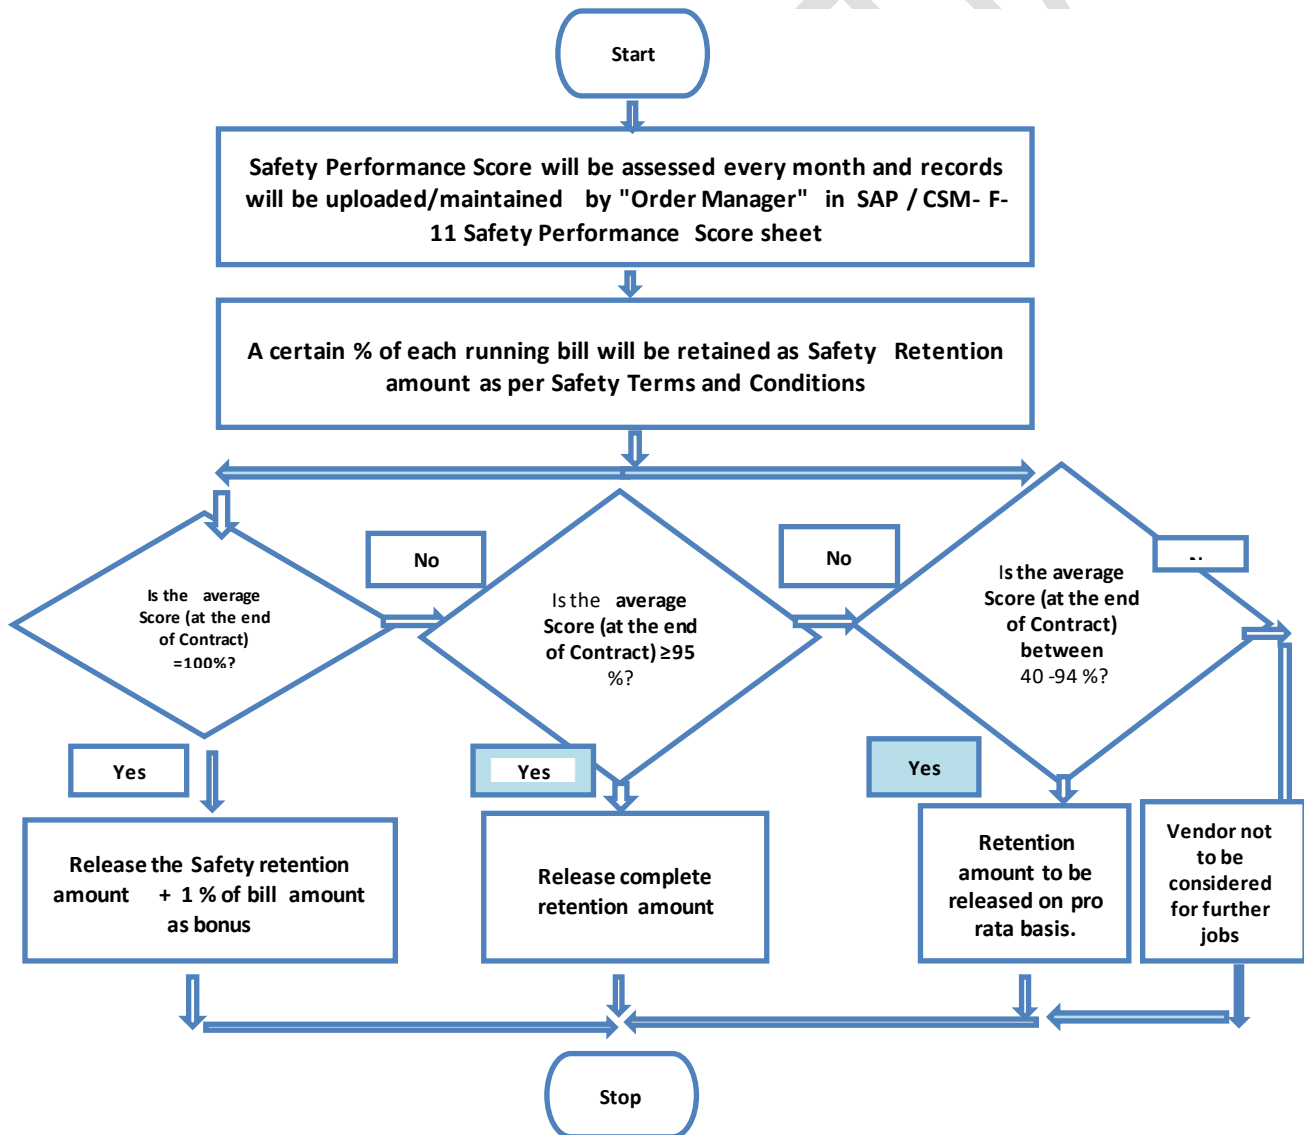 Start
Safety Performance Score will be assessed every month and records
will be uploaded/maintained by "Order Manager" in SAP / CSM- F-
11 Safety Performance Score sheet
A certain % of each running bill will be retained as Safety Retention
amount as per Safety Terms and Conditions
No
No
Is the average
Score (at the end
of Contract)
=100%?
Is the average
Score (at the end
of Contract) ≥95
%?
Is the average
Score (at the end
of Contract)
between
40 -94 %?
Yes
Yes
Yes
Release the Safety retention
amount + 1 % of bill amount
as bonus
Release complete
retention amount
Retention
amount to be
released on pro
rata basis.
Vendor not
to be
considered
for further
jobs
Stop